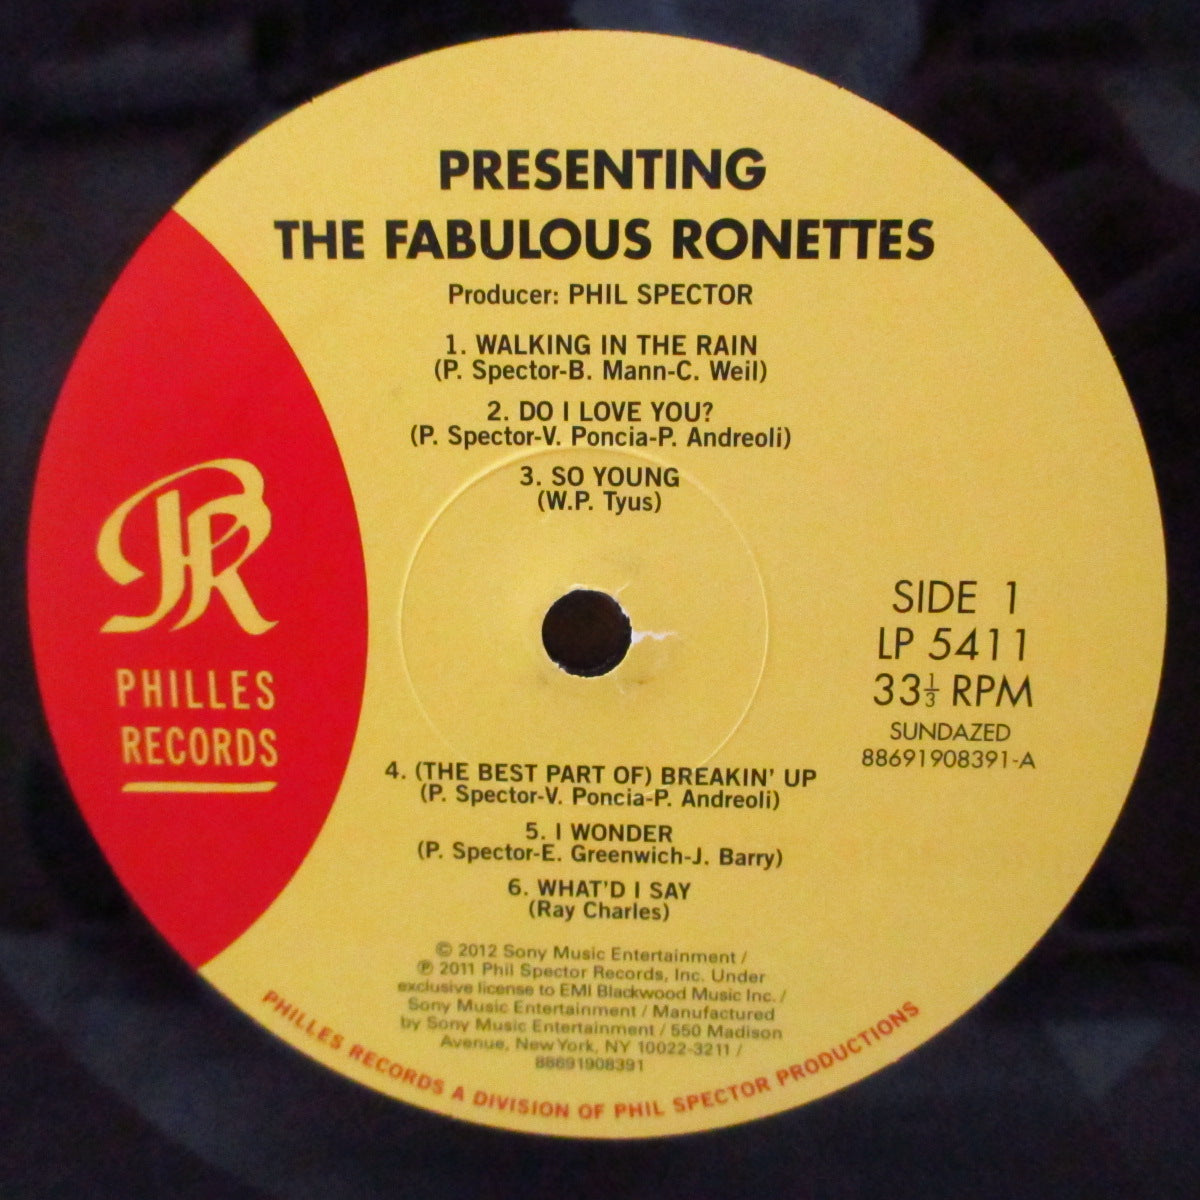 PRESENTING
THE FABULOUS RONETTES
Producer: PHIL SPECTOR
1. WALKING IN THE RAIN
(P. Spector-B. Mann-C. Weil)
2. DO I LOVE YOU?
(P. Spector-V. Poncia-P. Andreoli)
3. SO YOUNG
(W.P. Tyus)
PR
PHILLES
RECORDS
SIDE 1
LP 5411
33⅓ RPM
SUNDAZED
88691908391-A
4. (THE BEST PART OF) BREAKIN' UP
(P. Spector-V. Poncia-P. Andreoli)
5. I WONDER
(P. Spector-E. Greenwich-J. Barry)
6. WHAT'D I SAY
(Ray Charles)
© 2012 Sony Music Entertainment /
℗ 2011 Phil Spector Records, Inc. Under
exclusive license to EMI Blackwood Music Inc. /
Sony Music Entertainment / Manufactured
by Sony Music Entertainment / 550 Madison
Avenue, New York, NY 10022-3211 /
88691908391
PHILLES RECORDS A DIVISION OF PHIL SPECTOR PRODUCTIONS